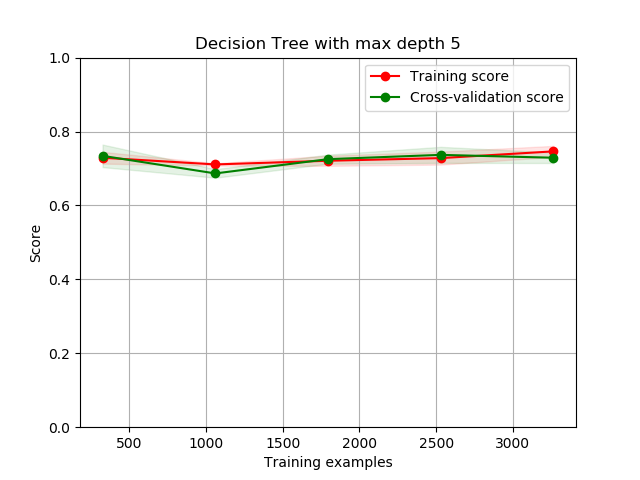 Decision Tree with max depth 5
Training score
Cross-validation score
1.0
0.8
0.6
0.4
0.2
0.0
Score
500 1000 1500 2000 2500 3000
Training examples